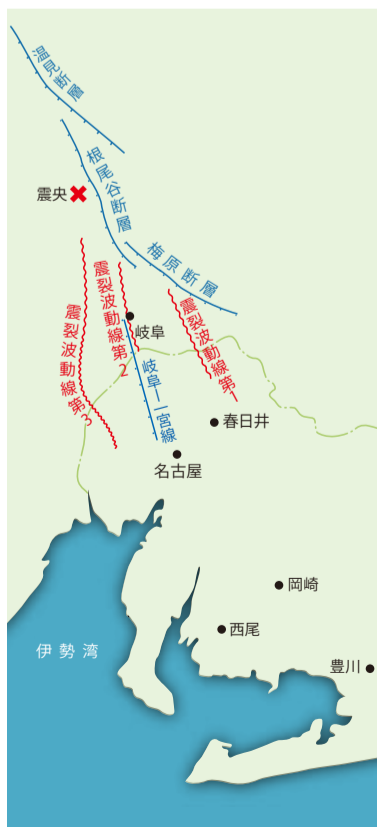 温見断層
根尾谷断層
震央
梅原断層
震裂波動線第2
震裂波動線第3
震裂波動線第1
岐阜
岐阜—一宮線
春日井
名古屋
岡崎
西尾
伊勢湾
豊川